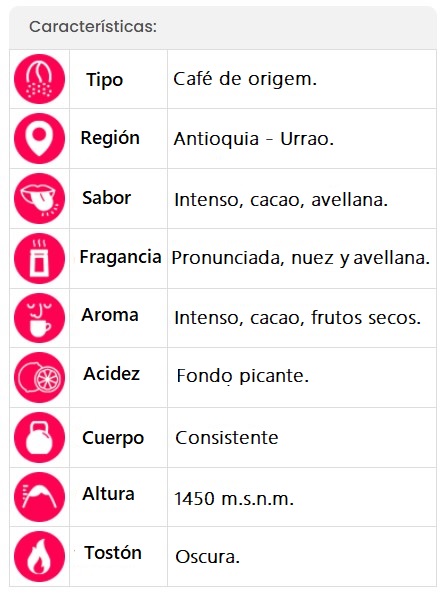 Características:
Tipo Café de origem.
Región Antioquia - Urrao.
Sabor Intenso, cacao, avellana.
Fragancia Pronunciada, nuez y avellana.
Aroma Intenso, cacao, frutos secos.
Acidez Fondo picante.
Cuerpo Consistente
Altura 1450 m.s.n.m.
Tostón Oscura.